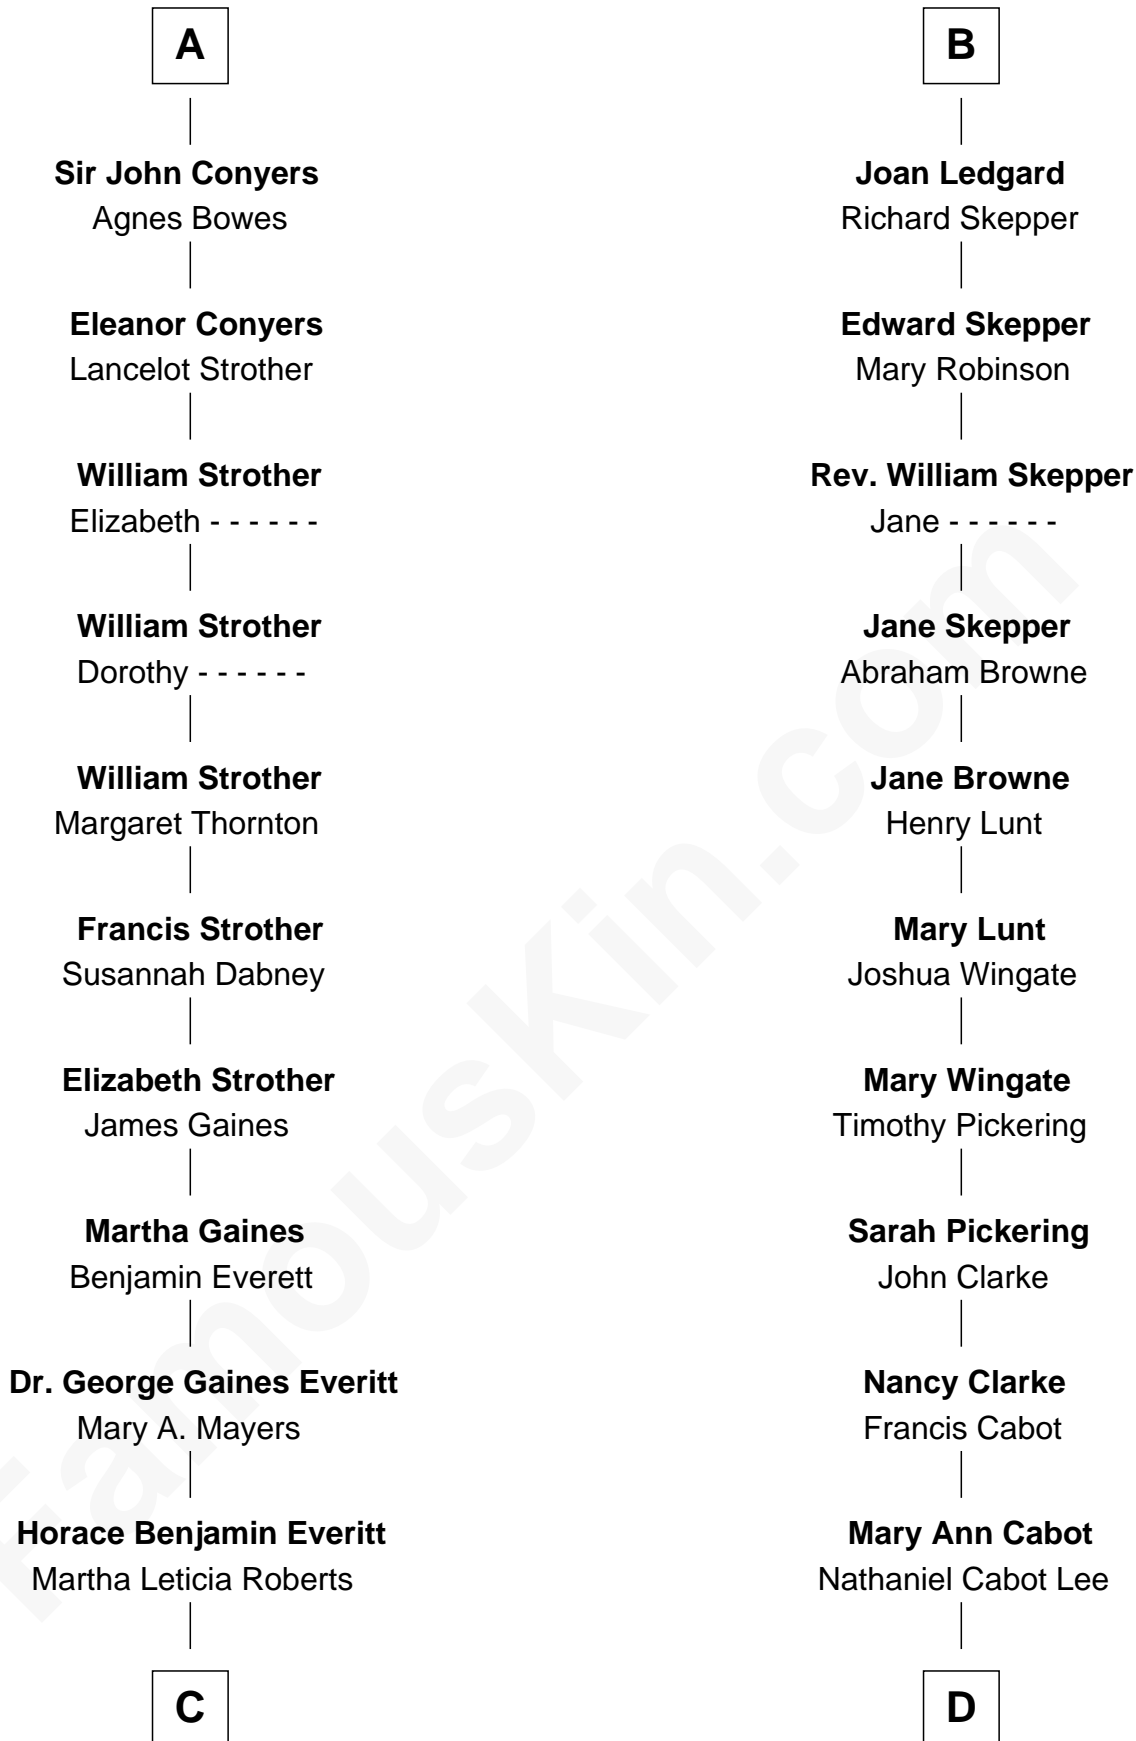 A
Sir John Conyers
Agnes Bowes
Eleanor Conyers
Lancelot Strother
William Strother
Elizabeth - - - - - -
William Strother
Dorothy - - - - - -
William Strother
Margaret Thornton
Francis Strother
Susannah Dabney
Elizabeth Strother
James Gaines
Martha Gaines
Benjamin Everett
Dr. George Gaines Everitt
Mary A. Mayers
Horace Benjamin Everitt
Martha Leticia Roberts
C
B
Joan Ledgard
Richard Skepper
Edward Skepper
Mary Robinson
Rev. William Skepper
Jane - - - - - -
Jane Skepper
Abraham Browne
Jane Browne
Henry Lunt
Mary Lunt
Joshua Wingate
Mary Wingate
Timothy Pickering
Sarah Pickering
John Clarke
Nancy Clarke
Francis Cabot
Mary Ann Cabot
Nathaniel Cabot Lee
D
FamousKin.com